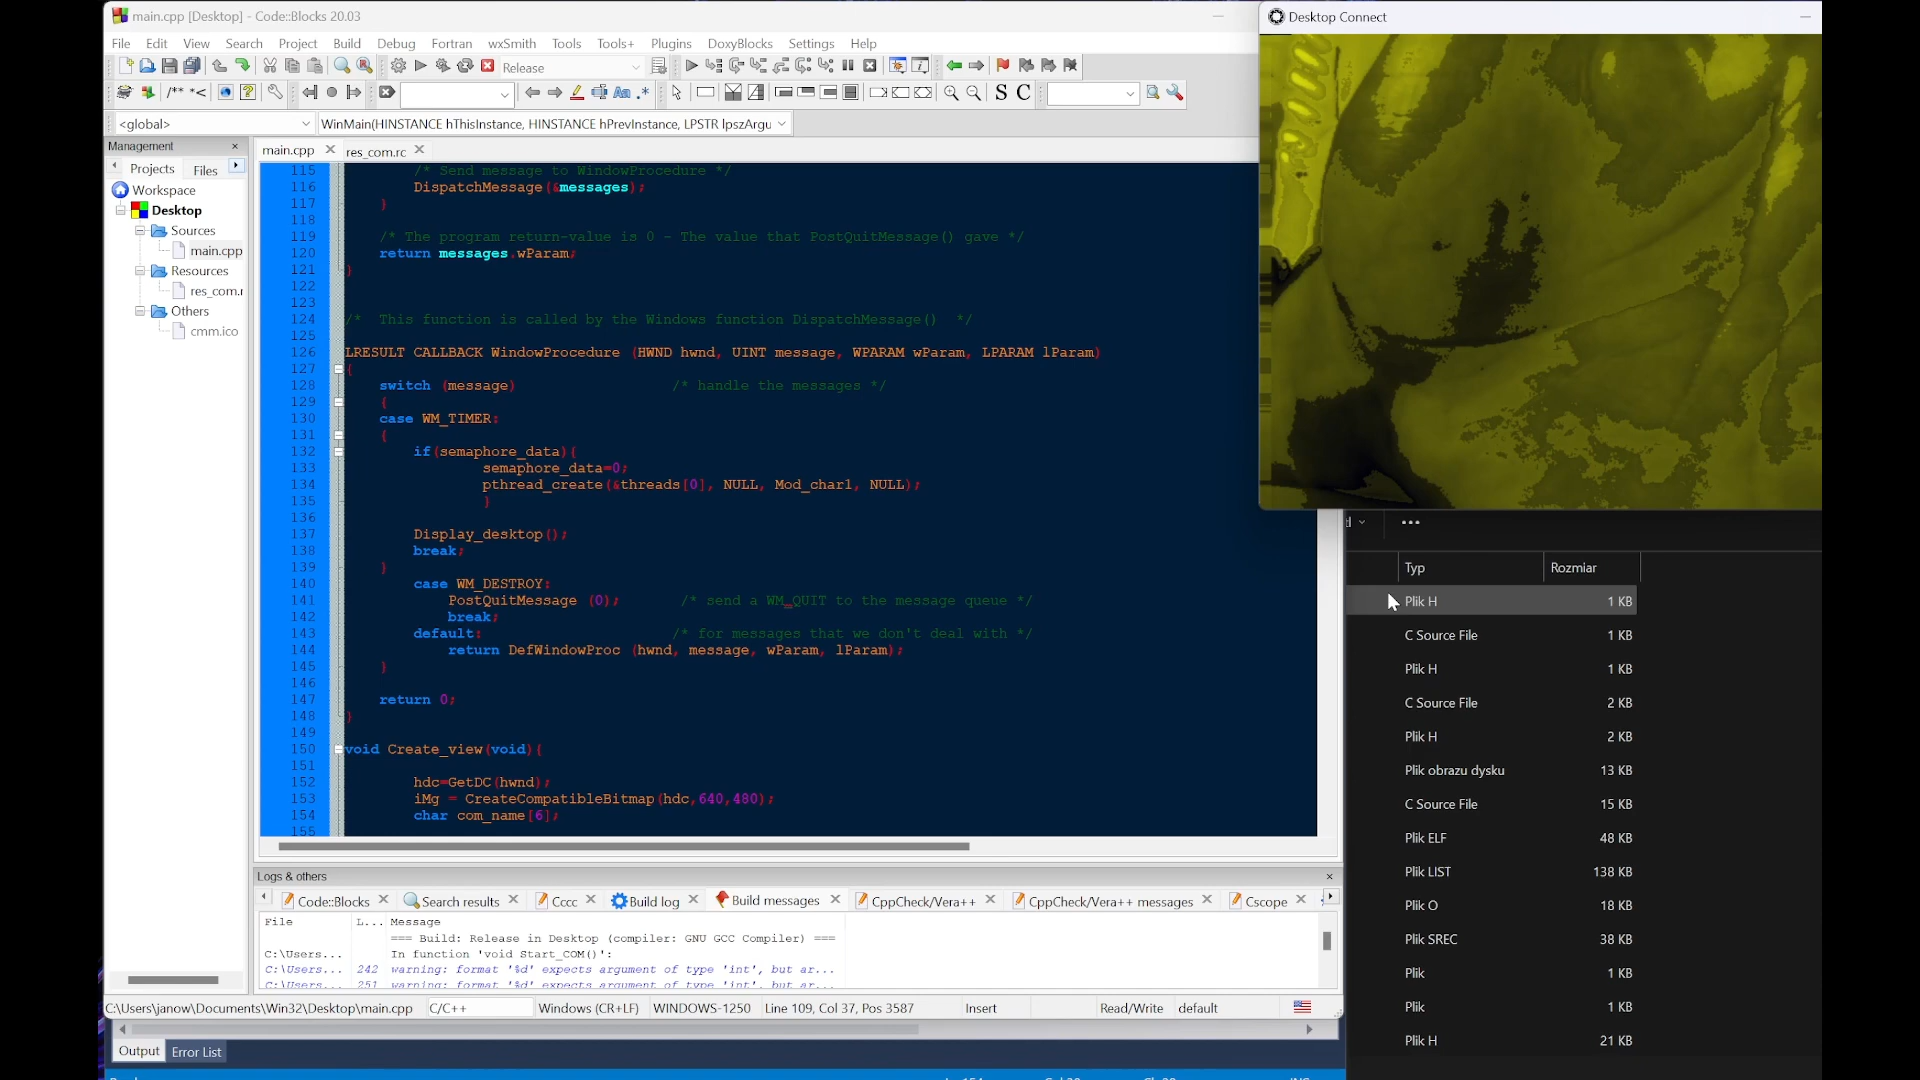 main.cpp [Desktop] - Code::Blocks 20.03
File Edit View Search Project Build Debug Fortran wxSmith Tools Tools+ Plugins DoxyBlocks Settings Help
Release
/** *<
Aa .* S C
<global> WinMain(HINSTANCE hThisInstance, HINSTANCE hPrevInstance, LPSTR lpszArgu
Management
Projects Files
Workspace
Desktop
Sources
main.cpp
Resources
res_com.r
Others
cmm.ico
main.cpp res_com.rc
115 /* Send message to WindowProcedure */
116 DispatchMessage(&messages);
117 }
118
119 /* The program return-value is 0 - The value that PostQuitMessage() gave */
120 return messages.wParam;
121 }
122
123
124 /* This function is called by the Windows function DispatchMessage() */
125
126 LRESULT CALLBACK WindowProcedure (HWND hwnd, UINT message, WPARAM wParam, LPARAM lParam)
127 {
128 switch (message) /* handle the messages */
129 {
130 case WM_TIMER:
131 {
132 if(semaphore_data){
133 semaphore_data=0;
134 pthread_create(&threads[0], NULL, Mod_char1, NULL);
135 }
136
137 Display_desktop();
138 break;
139 }
140 case WM_DESTROY:
141 PostQuitMessage (0); /* send a WM_QUIT to the message queue */
142 break;
143 default: /* for messages that we don't deal with */
144 return DefWindowProc (hwnd, message, wParam, lParam);
145 }
146
147 return 0;
148 }
149
150 void Create_view(void){
151
152 hdc=GetDC(hwnd);
153 iMg = CreateCompatibleBitmap(hdc,640,480);
154 char com_name[6];
155
Logs & others
Code::Blocks Search results Cccc Build log Build messages CppCheck/Vera++ CppCheck/Vera++ messages Cscope
File L... Message
=== Build: Release in Desktop (compiler: GNU GCC Compiler) ===
C:\Users... In function 'void Start_COM()':
C:\Users... 242 warning: format '%d' expects argument of type 'int', but ar...
C:\Users... 251 warning: format '%d' expects argument of type 'int', but ar...
C:\Users\janow\Documents\Win32\Desktop\main.cpp C/C++ Windows (CR+LF) WINDOWS-1250 Line 109, Col 37, Pos 3587 Insert Read/Write default
Output Error List
Desktop Connect
Typ Rozmiar
Plik H 1 KB
C Source File 1 KB
Plik H 1 KB
C Source File 2 KB
Plik H 2 KB
Plik obrazu dysku 13 KB
C Source File 15 KB
Plik ELF 48 KB
Plik LIST 138 KB
Plik O 18 KB
Plik SREC 38 KB
Plik 1 KB
Plik 1 KB
Plik H 21 KB